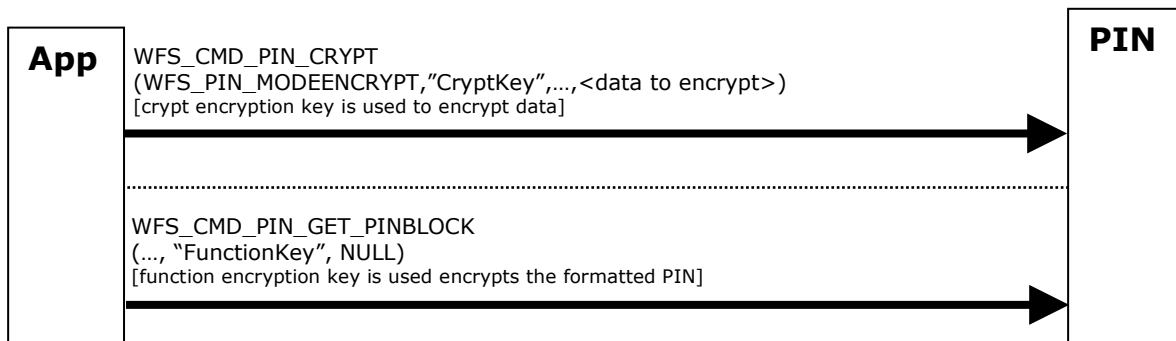 App
PIN
WFS_CMD_PIN_CRYPT
(WFS_PIN_MODEENCRYPT,”CryptKey”,…,<data to encrypt>)
[crypt encryption key is used to encrypt data]
WFS_CMD_PIN_GET_PINBLOCK
(…, “FunctionKey”, NULL)
[function encryption key is used encrypts the formatted PIN]